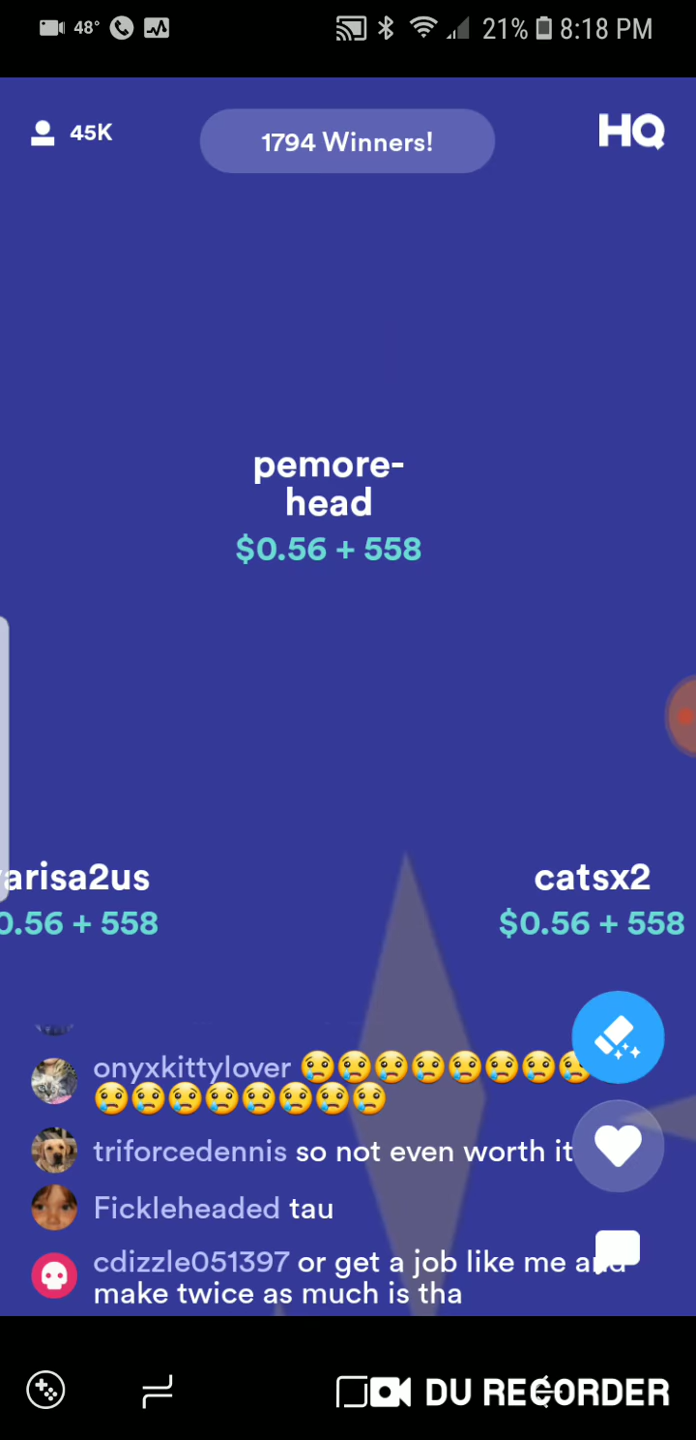 48° 21% 8:18 PM
45K 1794 Winners! HQ
pemore-
head
$0.56 + 558
arisa2us catsx2
0.56 + 558 $0.56 + 558
onyxkittylover 😢😢😢😢😢😢😢😢
😢😢😢😢😢😢😢😢
triforcedennis so not even worth it
Fickleheaded tau
cdizzle051397 or get a job like me and
make twice as much is tha
DU RECORDER